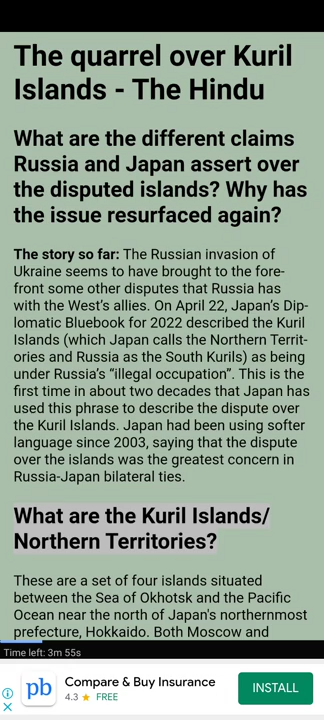 The quarrel over Kuril
Islands - The Hindu
What are the different claims
Russia and Japan assert over
the disputed islands? Why has
the issue resurfaced again?
The story so far: The Russian invasion of
Ukraine seems to have brought to the fore-
front some other disputes that Russia has
with the West’s allies. On April 22, Japan’s Dip-
lomatic Bluebook for 2022 described the Kuril
Islands (which Japan calls the Northern Territ-
ories and Russia as the South Kurils) as being
under Russia’s “illegal occupation”. This is the
first time in about two decades that Japan has
used this phrase to describe the dispute over
the Kuril Islands. Japan had been using softer
language since 2003, saying that the dispute
over the islands was the greatest concern in
Russia-Japan bilateral ties.
What are the Kuril Islands/
Northern Territories?
These are a set of four islands situated
between the Sea of Okhotsk and the Pacific
Ocean near the north of Japan's northernmost
prefecture, Hokkaido. Both Moscow and
Time left: 3m 55s
pb
Compare & Buy Insurance
4.3 ★ FREE
INSTALL